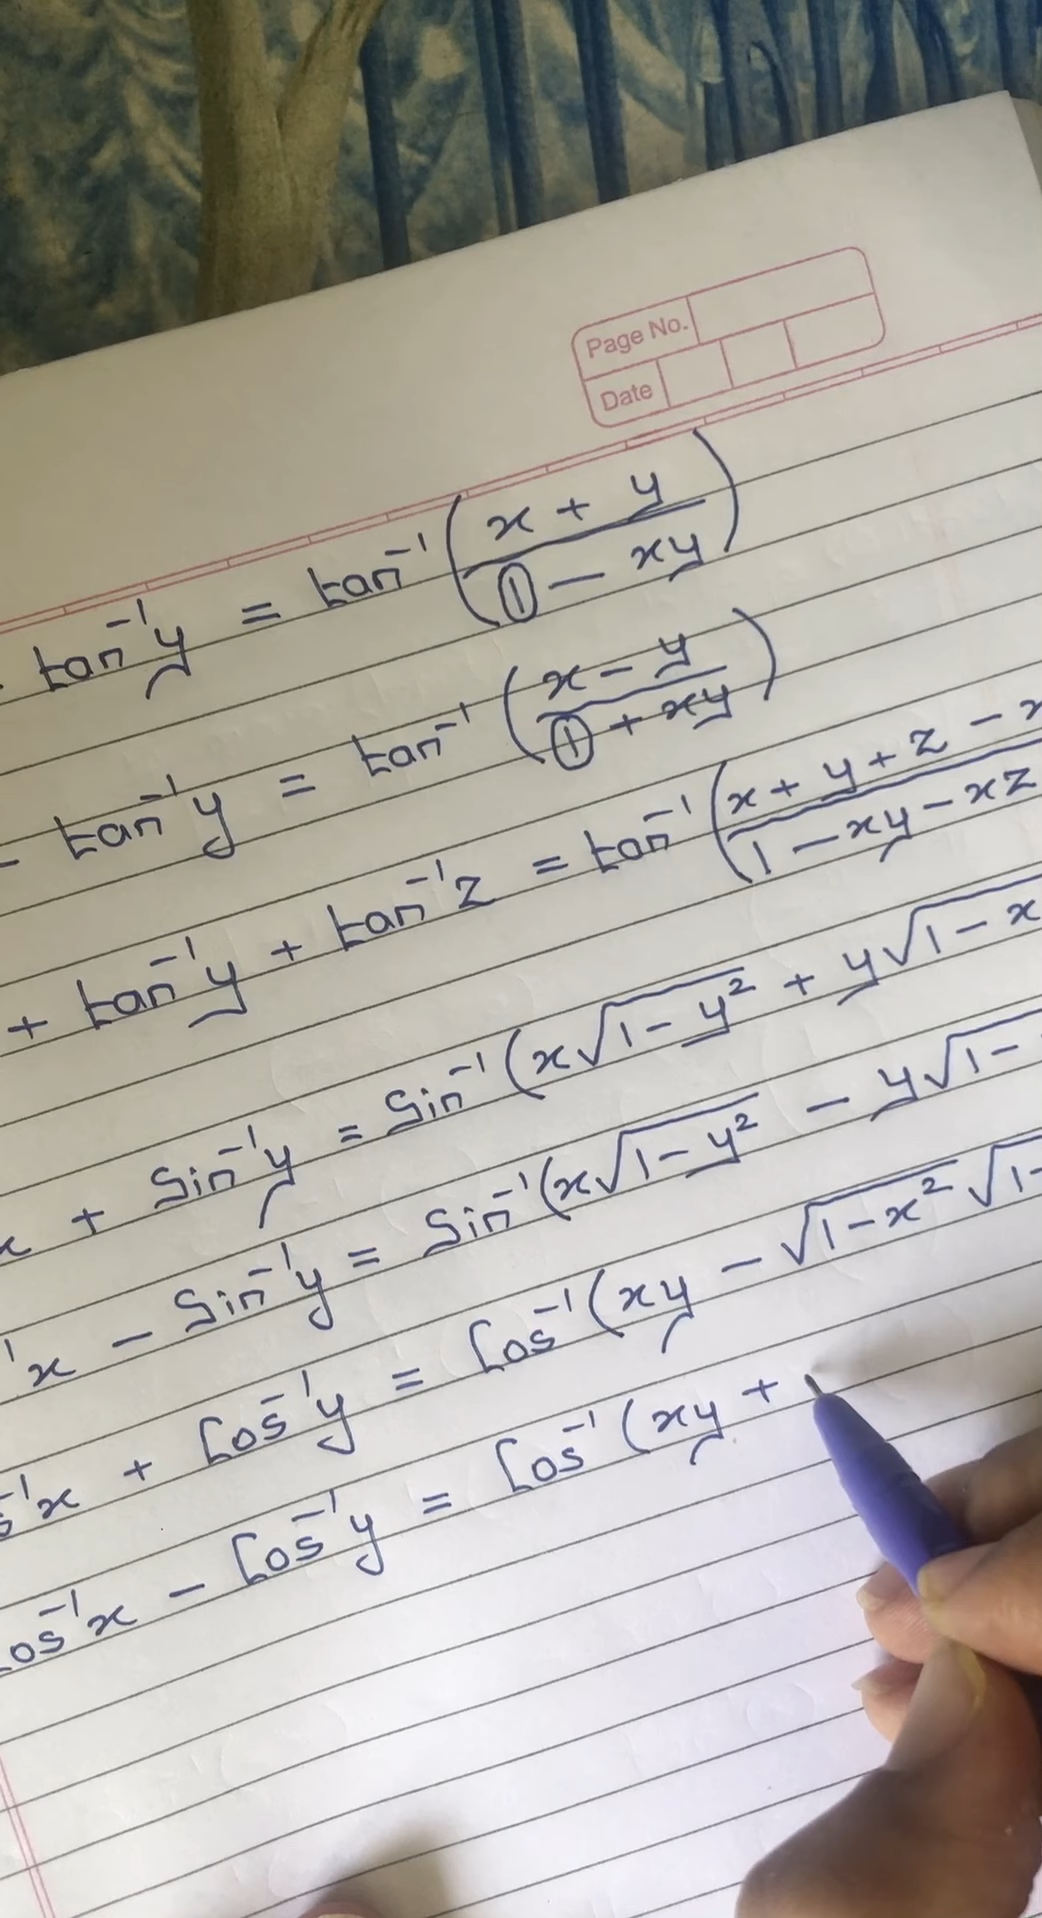 Page No.
Date
tan⁻¹y = tan⁻¹(x + y / 1 - xy)
- tan⁻¹y = tan⁻¹(x - y / 1 + xy)
+ tan⁻¹y + tan⁻¹z = tan⁻¹(x + y + z - x / 1 - xy - xz
x + Sin⁻¹y = Sin⁻¹(x√1 - y² + y√1 - x
⁻¹x - Sin⁻¹y = Sin⁻¹(x√1 - y² - y√1 -
s⁻¹x + Cos⁻¹y = Cos⁻¹(xy - √1 - x² √1 -
Cos⁻¹x - Cos⁻¹y = Cos⁻¹(xy +